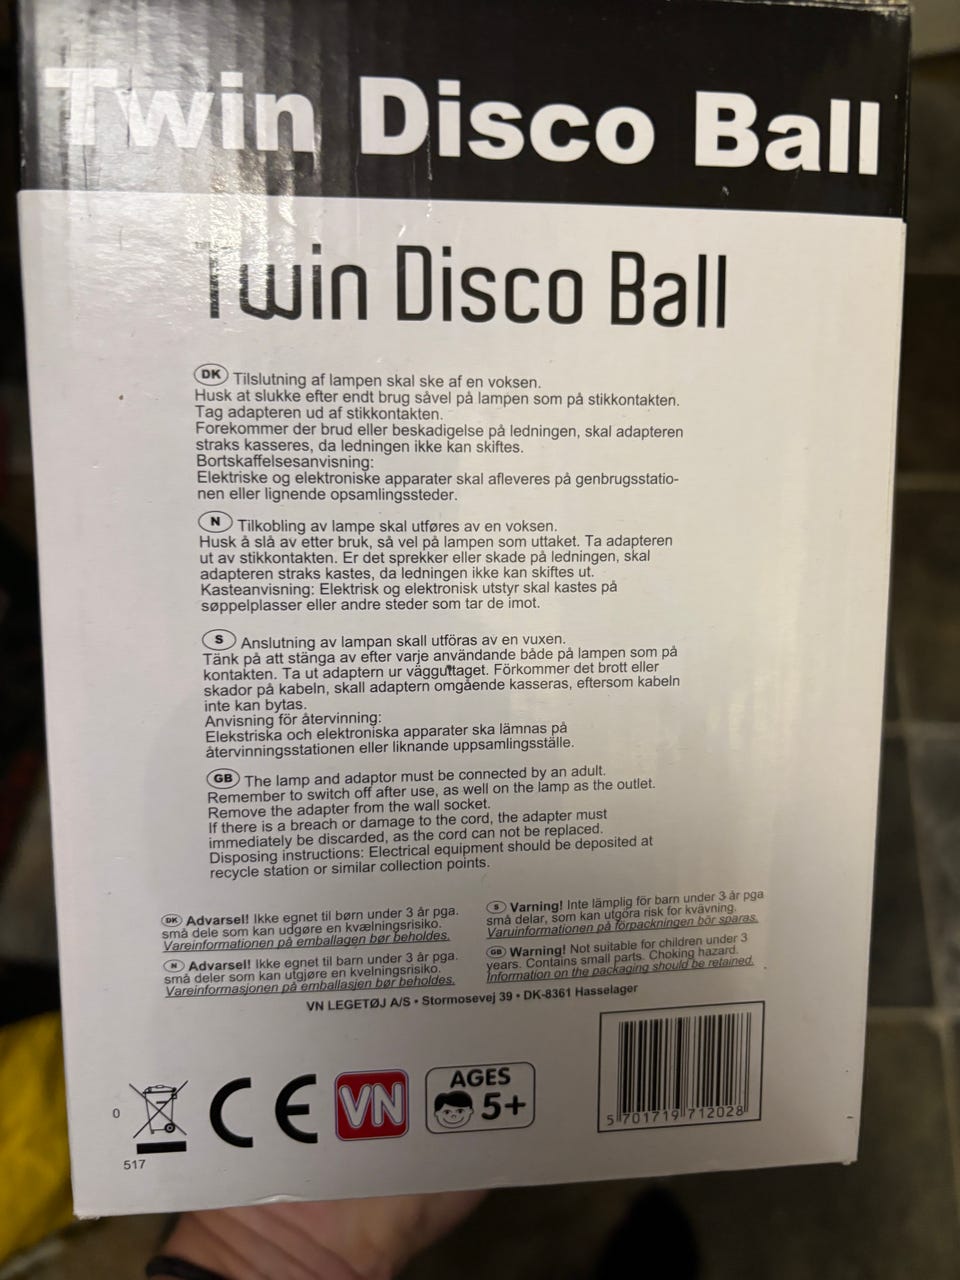 Twin Disco Ball
Twin Disco Ball
DK Tilslutning af lampen skal ske af en voksen.
Husk at slukke efter endt brug såvel på lampen som på stikkontakten.
Tag adapteren ud af stikkontakten.
Forekommer der brud eller beskadigelse på ledningen, skal adapteren
straks kasseres, da ledningen ikke kan skiftes.
Bortskaffelsesanvisning:
Elektriske og elektroniske apparater skal afleveres på genbrugsstatio-
nen eller lignende opsamlingssteder.
N Tilkobling av lampe skal utføres av en voksen.
Husk å slå av etter bruk, så vel på lampen som uttaket. Ta adapteren
ut av stikkontakten. Er det sprekker eller skade på ledningen, skal
adapteren straks kastes, da ledningen ikke kan skiftes ut.
Kasteanvisning: Elektrisk og elektronisk utstyr skal kastes på
søppelplasser eller andre steder som tar de imot.
S Anslutning av lampan skall utföras av en vuxen.
Tänk på att stänga av efter varje användande både på lampen som på
kontakten. Ta ut adaptern ur vägguttaget. Förkommer det brott eller
skador på kabeln, skall adaptern omgående kasseras, eftersom kabeln
inte kan bytas.
Anvisning för återvinning:
Elekstriska och elektroniska apparater ska lämnas på
återvinningsstationen eller liknande uppsamlingsställe.
GB The lamp and adaptor must be connected by an adult.
Remember to switch off after use, as well on the lamp as the outlet.
Remove the adapter from the wall socket.
If there is a breach or damage to the cord, the adapter must
immediately be discarded, as the cord can not be replaced.
Disposing instructions: Electrical equipment should be deposited at
recycle station or similar collection points.
DK Advarsel! Ikke egnet til børn under 3 år pga.
små dele som kan udgøre en kvælningsrisiko.
Vareinformationen på emballagen bør beholdes.
N Advarsel! Ikke egnet til barn under 3 år pga.
små deler som kan utgjøre en kvelningsrisiko.
Vareinformasjonen på emballasjen bør beholdes.
S Varning! Inte lämplig för barn under 3 år pga
små delar, som kan utgöra risk for kvävning.
Varuinformationen på förpackningen bör sparas.
GB Warning! Not suitable for children under 3
years. Contains small parts. Choking hazard.
Information on the packaging should be retained.
VN LEGETØJ A/S • Stormosevej 39 • DK-8361 Hasselager
0
517
CE
VN
AGES
5+
5 701719 712028